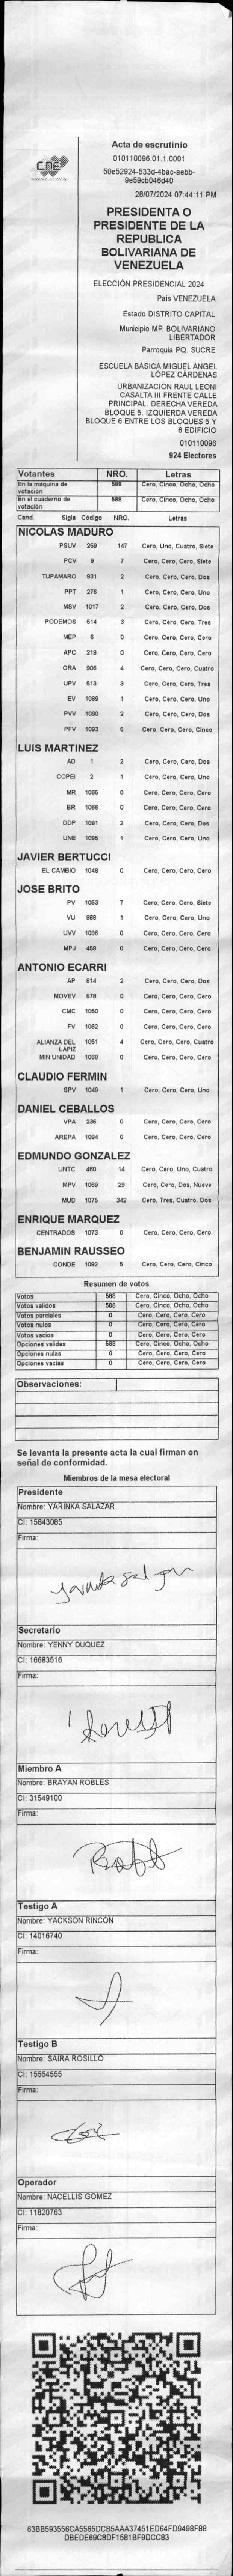 CNE
Acta de escrutinio
010110096.01.1.0001
50e52924-533d-4bac-aebb-
9e59cb046d40
28/07/2024 07:44:11 PM
PRESIDENTA O
PRESIDENTE DE LA
REPUBLICA
BOLIVARIANA DE
VENEZUELA
ELECCIÓN PRESIDENCIAL 2024
País VENEZUELA
Estado DISTRITO CAPITAL
Municipio MP. BOLIVARIANO
LIBERTADOR
Parroquia PQ. SUCRE
ESCUELA BÁSICA MIGUEL ANGEL
LÓPEZ CÁRDENAS
URBANIZACION RAUL LEONI
CASALTA III FRENTE CALLE
PRINCIPAL. DERECHA VEREDA
BLOQUE 5. IZQUIERDA VEREDA
BLOQUE 6 ENTRE LOS BLOQUES 5 Y
6 EDIFICIO
010110096
924 Electores
Votantes NRO. Letras
En la máquina de votación 588 Cero, Cinco, Ocho, Ocho
En el cuaderno de votación 588 Cero, Cinco, Ocho, Ocho
Cand. Sigla Código NRO. Letras
NICOLAS MADURO
PSUV 269 147 Cero, Uno, Cuatro, Siete
PCV 9 7 Cero, Cero, Cero, Siete
TUPAMARO 931 2 Cero, Cero, Cero, Dos
PPT 276 1 Cero, Cero, Cero, Uno
MSV 1017 2 Cero, Cero, Cero, Dos
PODEMOS 614 3 Cero, Cero, Cero, Tres
MEP 6 0 Cero, Cero, Cero, Cero
APC 219 0 Cero, Cero, Cero, Cero
ORA 906 4 Cero, Cero, Cero, Cuatro
UPV 513 3 Cero, Cero, Cero, Tres
EV 1089 1 Cero, Cero, Cero, Uno
PVV 1090 2 Cero, Cero, Cero, Dos
PFV 1093 5 Cero, Cero, Cero, Cinco
LUIS MARTINEZ
AD 1 2 Cero, Cero, Cero, Dos
COPEI 2 1 Cero, Cero, Cero, Uno
MR 1065 0 Cero, Cero, Cero, Cero
BR 1088 0 Cero, Cero, Cero, Cero
DDP 1091 2 Cero, Cero, Cero, Dos
UNE 1095 1 Cero, Cero, Cero, Uno
JAVIER BERTUCCI
EL CAMBIO 1048 0 Cero, Cero, Cero, Cero
JOSE BRITO
PV 1053 7 Cero, Cero, Cero, Siete
VU 988 1 Cero, Cero, Cero, Uno
UVV 1096 0 Cero, Cero, Cero, Cero
MPJ 458 0 Cero, Cero, Cero, Cero
ANTONIO ECARRI
AP 814 2 Cero, Cero, Cero, Dos
MOVEV 878 0 Cero, Cero, Cero, Cero
CMC 1050 0 Cero, Cero, Cero, Cero
FV 1062 0 Cero, Cero, Cero, Cero
ALIANZA DEL LAPIZ 1051 4 Cero, Cero, Cero, Cuatro
MIN UNIDAD 1068 0 Cero, Cero, Cero, Cero
CLAUDIO FERMIN
SPV 1049 1 Cero, Cero, Cero, Uno
DANIEL CEBALLOS
VPA 236 0 Cero, Cero, Cero, Cero
AREPA 1094 0 Cero, Cero, Cero, Cero
EDMUNDO GONZALEZ
UNTC 460 14 Cero, Cero, Uno, Cuatro
MPV 1069 29 Cero, Cero, Dos, Nueve
MUD 1075 342 Cero, Tres, Cuatro, Dos
ENRIQUE MARQUEZ
CENTRADOS 1073 0 Cero, Cero, Cero, Cero
BENJAMIN RAUSSEO
CONDE 1092 5 Cero, Cero, Cero, Cinco
Resumen de votos
Votos 588 Cero, Cinco, Ocho, Ocho
Votos validos 588 Cero, Cinco, Ocho, Ocho
Votos parciales 0 Cero, Cero, Cero, Cero
Votos nulos 0 Cero, Cero, Cero, Cero
Votos vacios 0 Cero, Cero, Cero, Cero
Opciones validas 588 Cero, Cinco, Ocho, Ocho
Opciones nulas 0 Cero, Cero, Cero, Cero
Opciones vacias 0 Cero, Cero, Cero, Cero
Observaciones:
Se levanta la presente acta la cual firman en
señal de conformidad.
Miembros de la mesa electoral
Presidente
Nombre: YARINKA SALAZAR
CI: 15843085
Firma:
Secretario
Nombre: YENNY DUQUEZ
CI: 16683516
Firma:
Miembro A
Nombre: BRAYAN ROBLES
CI: 31549100
Firma:
Testigo A
Nombre: YACKSON RINCON
CI: 14016740
Firma:
Testigo B
Nombre: SAIRA ROSILLO
CI: 15554555
Firma:
Operador
Nombre: NACELLIS GOMEZ
CI: 11820763
Firma:
63BB593556CA5565DCB5AAA37451ED64FD9498FB8
DBEDE69C8DF1581BF9DCC83